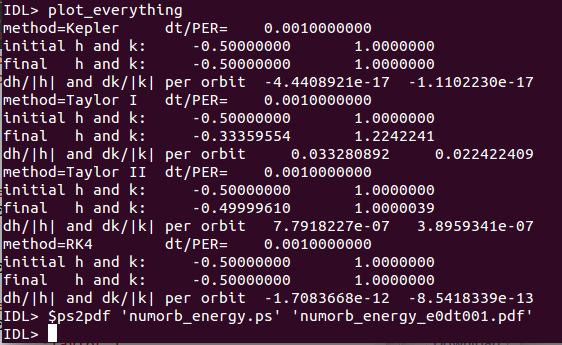 IDL> plot_everything
method=Kepler dt/PER= 0.0010000000
initial h and k: -0.50000000 1.0000000
final h and k: -0.50000000 1.0000000
dh/|h| and dk/|k| per orbit -4.4408921e-17 -1.1102230e-17
method=Taylor I dt/PER= 0.0010000000
initial h and k: -0.50000000 1.0000000
final h and k: -0.33359554 1.2242241
dh/|h| and dk/|k| per orbit 0.033280892 0.022422409
method=Taylor II dt/PER= 0.0010000000
initial h and k: -0.50000000 1.0000000
final h and k: -0.49999610 1.0000039
dh/|h| and dk/|k| per orbit 7.7918227e-07 3.8959341e-07
method=RK4 dt/PER= 0.0010000000
initial h and k: -0.50000000 1.0000000
final h and k: -0.50000000 1.0000000
dh/|h| and dk/|k| per orbit -1.7083668e-12 -8.5418339e-13
IDL> $ps2pdf 'numorb_energy.ps' 'numorb_energy_e0dt001.pdf'
IDL>